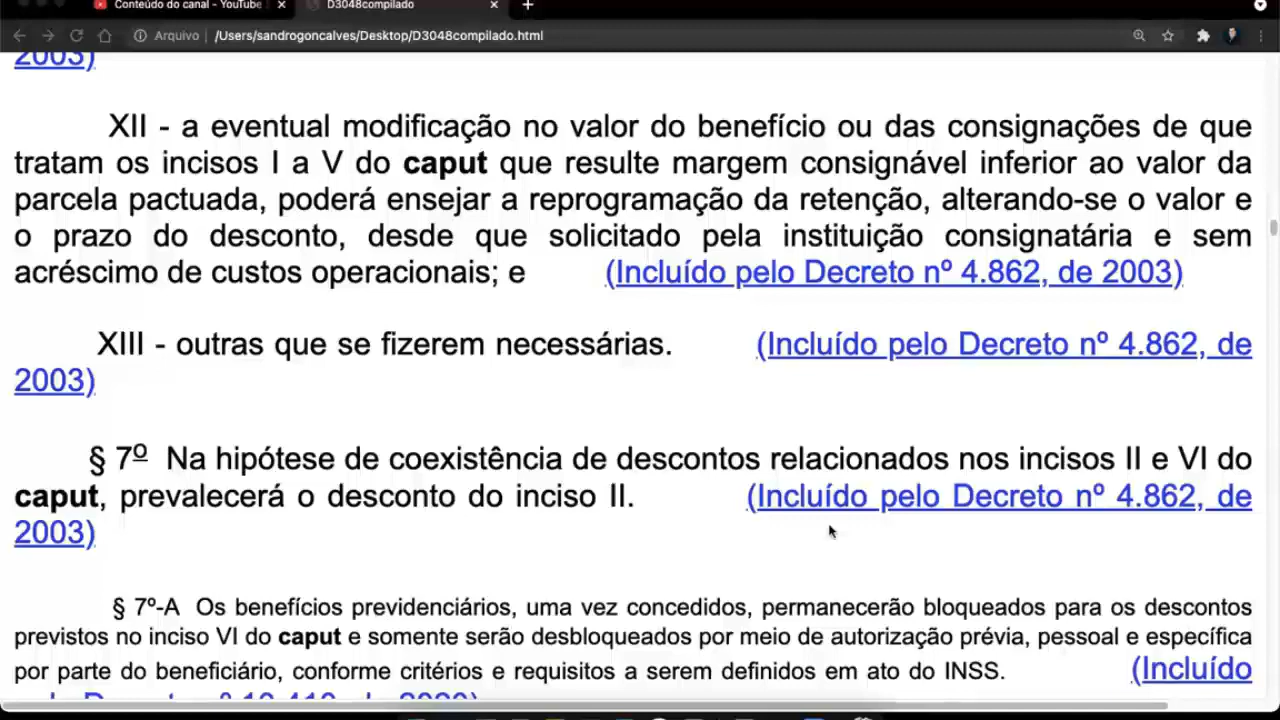 Conteúdo do canal - YouTube
D3048compilado
Arquivo | /Users/sandrogoncalves/Desktop/D3048compilado.html
2003)
XII - a eventual modificação no valor do benefício ou das consignações de que
tratam os incisos I a V do caput que resulte margem consignável inferior ao valor da
parcela pactuada, poderá ensejar a reprogramação da retenção, alterando-se o valor e
o prazo do desconto, desde que solicitado pela instituição consignatária e sem
acréscimo de custos operacionais; e (Incluído pelo Decreto nº 4.862, de 2003)
XIII - outras que se fizerem necessárias. (Incluído pelo Decreto nº 4.862, de
2003)
§ 7º Na hipótese de coexistência de descontos relacionados nos incisos II e VI do
caput, prevalecerá o desconto do inciso II. (Incluído pelo Decreto nº 4.862, de
2003)
§ 7º-A Os benefícios previdenciários, uma vez concedidos, permanecerão bloqueados para os descontos
previstos no inciso VI do caput e somente serão desbloqueados por meio de autorização prévia, pessoal e específica
por parte do beneficiário, conforme critérios e requisitos a serem definidos em ato do INSS. (Incluído
pelo Decreto nº 10.410, de 2020)